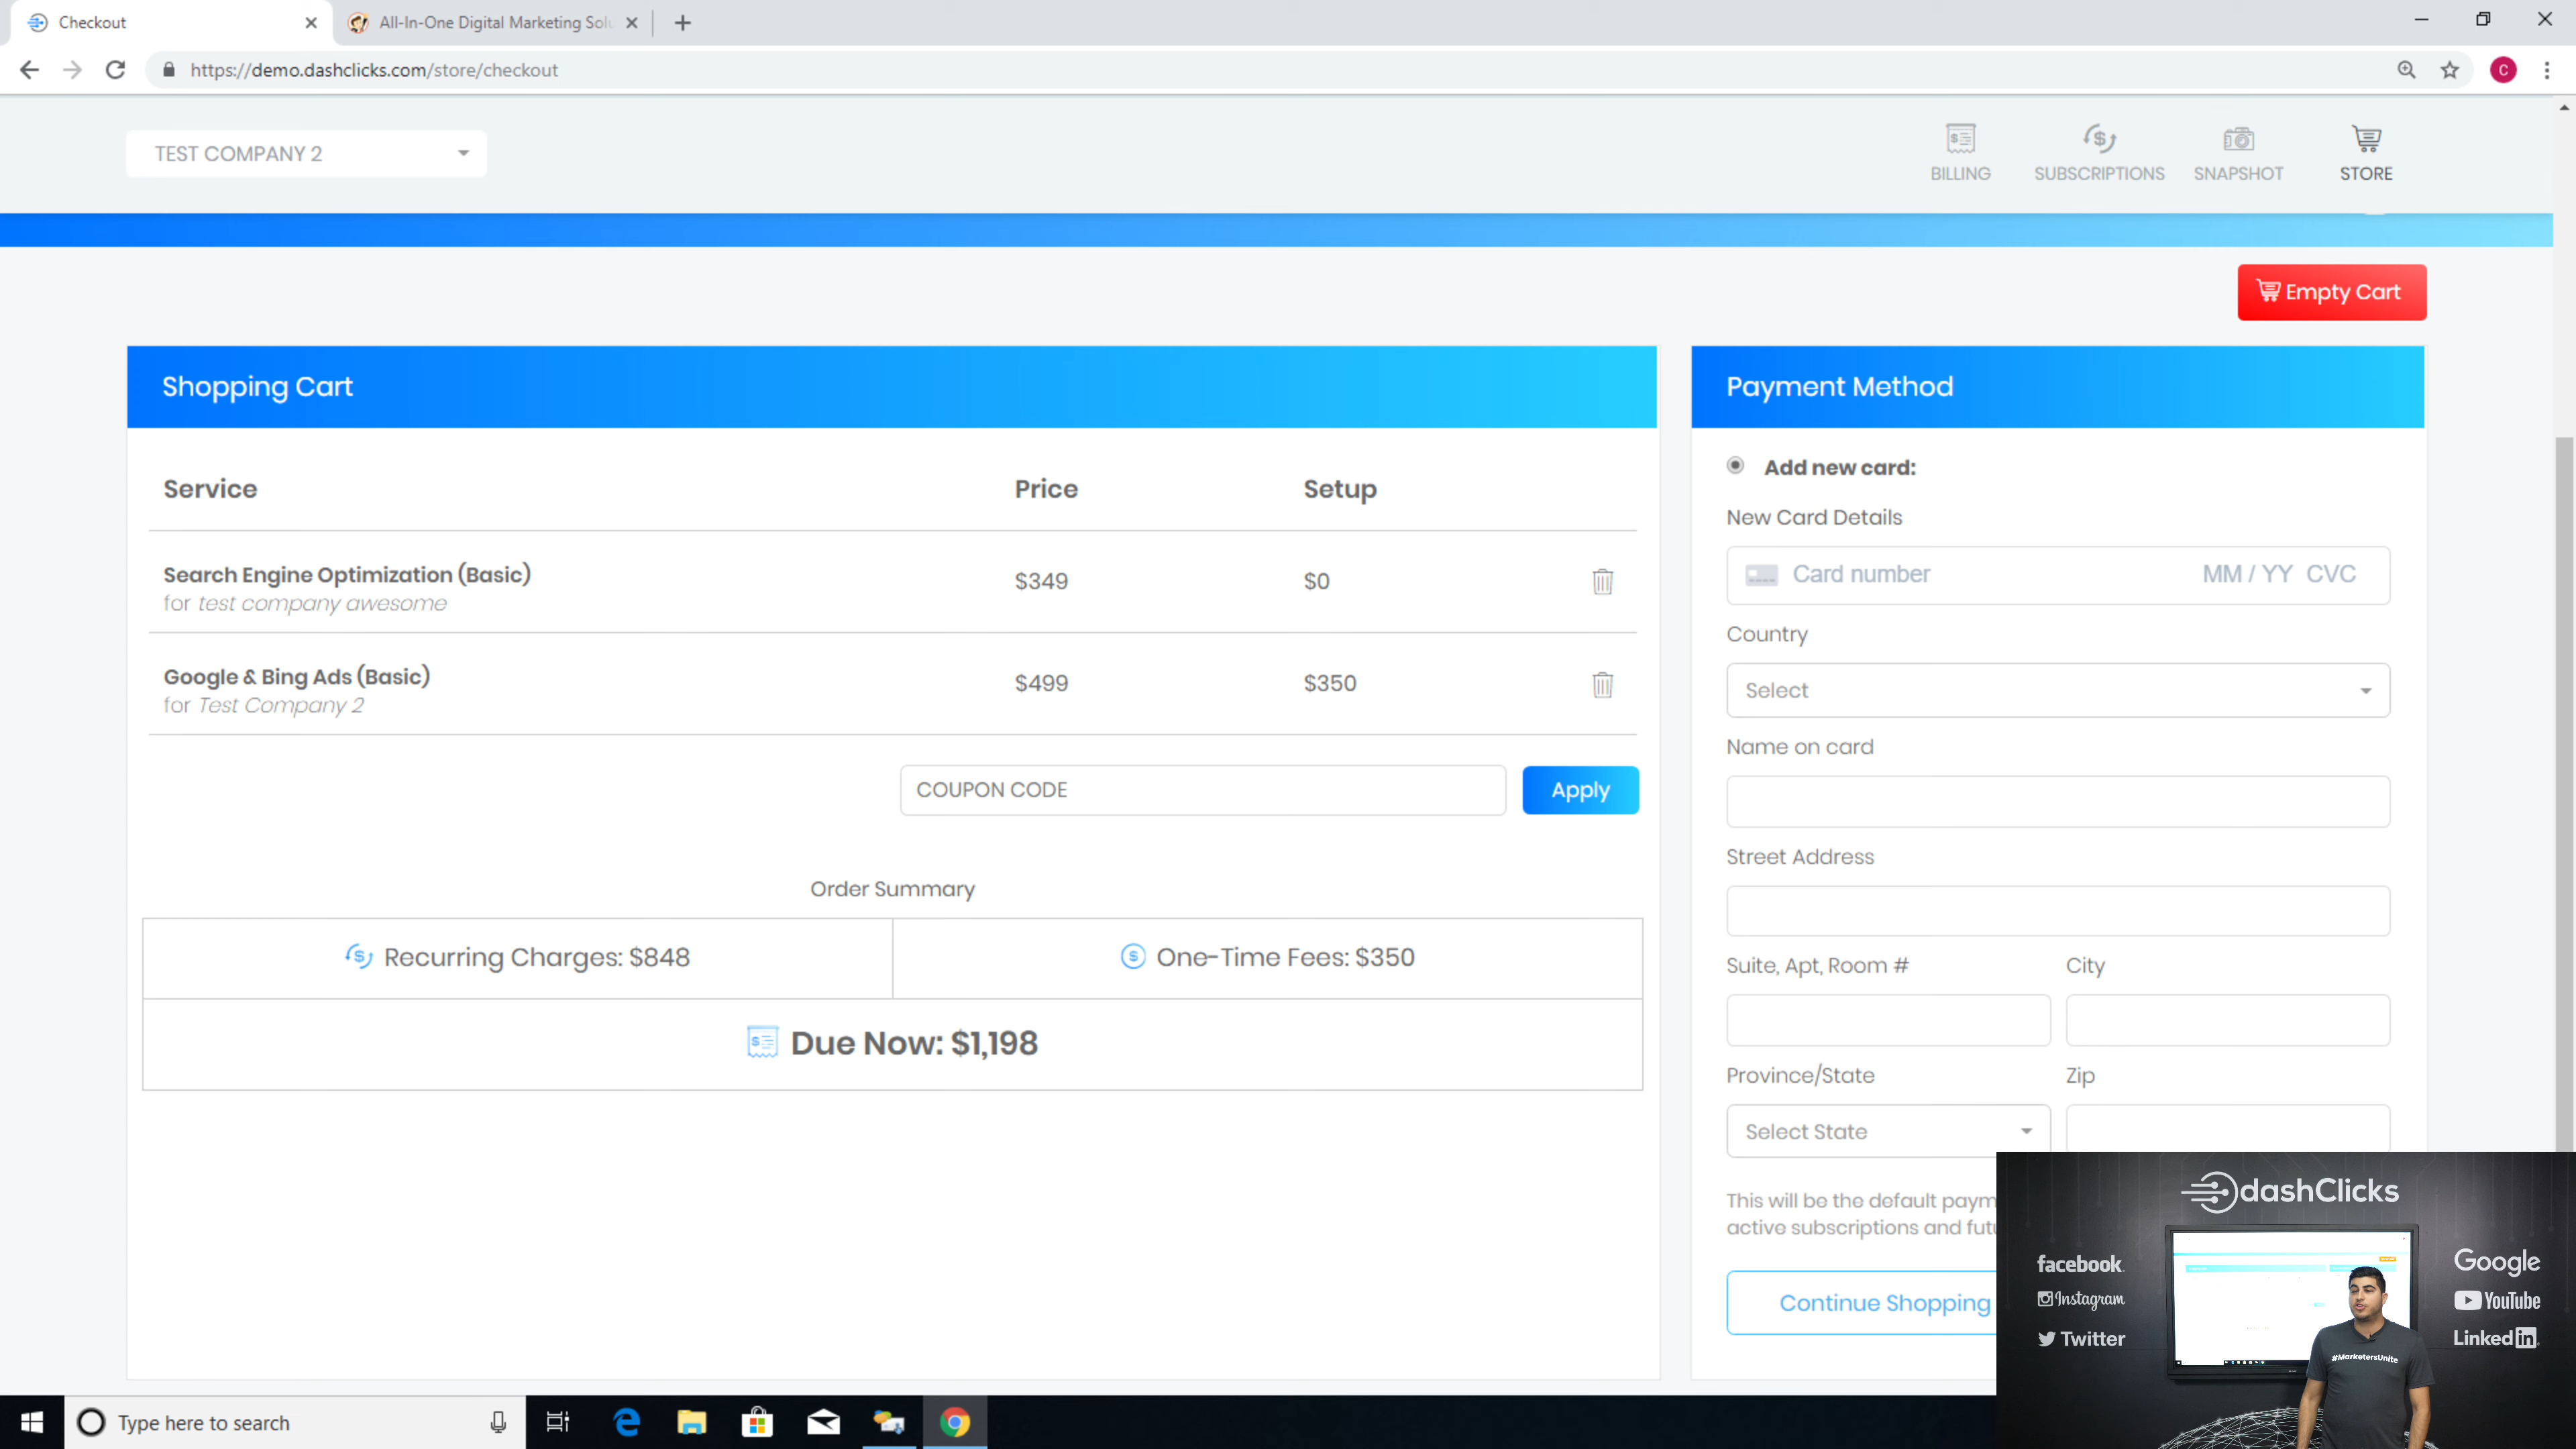 Checkout
All-In-One Digital Marketing Solu
https://demo.dashclicks.com/store/checkout
C
TEST COMPANY 2
BILLING
SUBSCRIPTIONS
SNAPSHOT
STORE
Empty Cart
Shopping Cart
Service Price Setup
Search Engine Optimization (Basic) $349 $0
for test company awesome
Google & Bing Ads (Basic) $499 $350
for Test Company 2
COUPON CODE
Apply
Order Summary
Recurring Charges: $848
One-Time Fees: $350
Due Now: $1,198
Payment Method
Add new card:
New Card Details
Card number MM / YY CVC
Country
Select
Name on card
Street Address
Suite, Apt, Room # City
Province/State Zip
Select State
This will be the default paym
active subscriptions and futu
Continue Shopping
dashClicks
facebook.
Instagram
Twitter
Google
YouTube
Linked in
#MarketersUnite
Type here to search